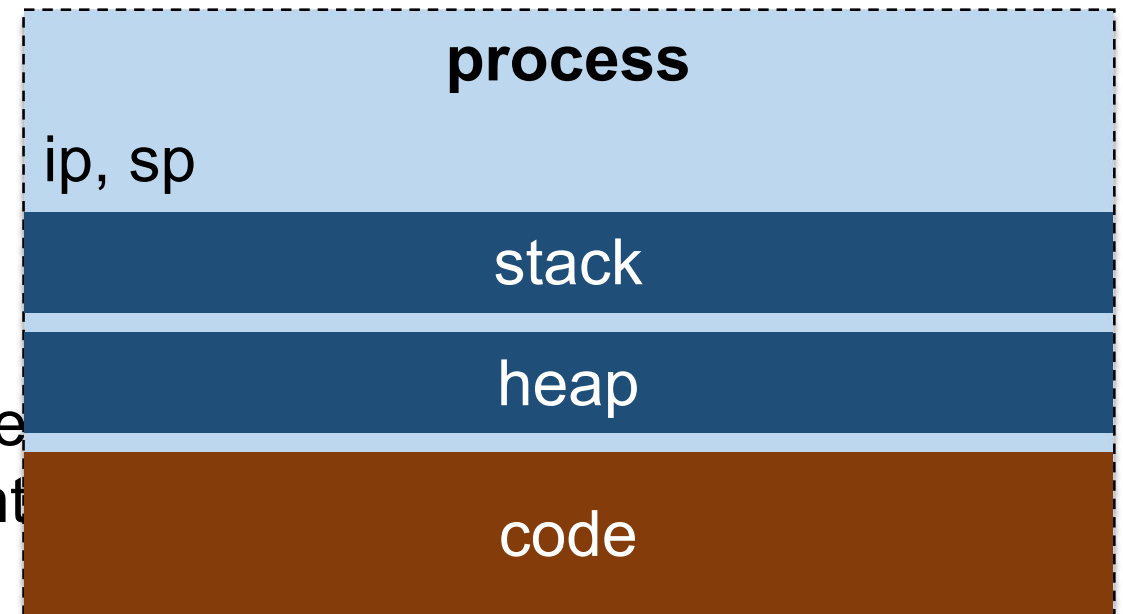 process
ip, sp
stack
heap
code